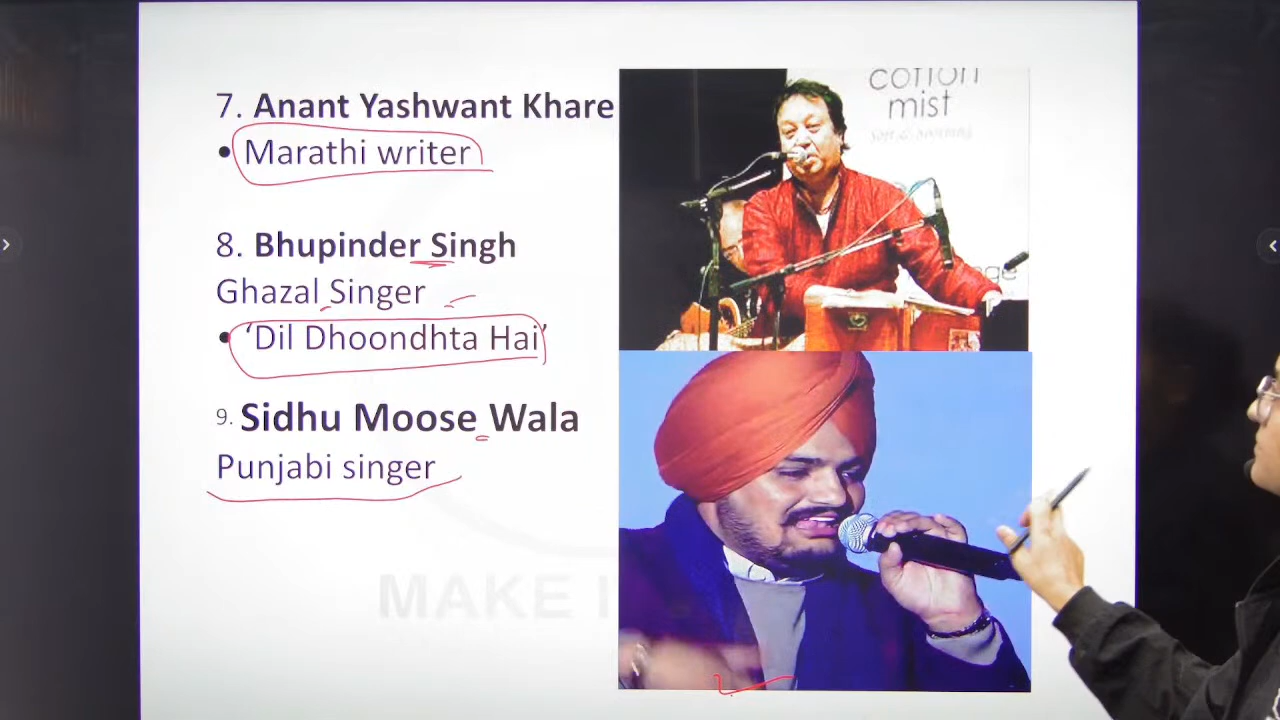 7. Anant Yashwant Khare
• Marathi writer
8. Bhupinder Singh
Ghazal Singer
• ‘Dil Dhoondhta Hai’
9. Sidhu Moose Wala
Punjabi singer
MAKE
cotton
mist